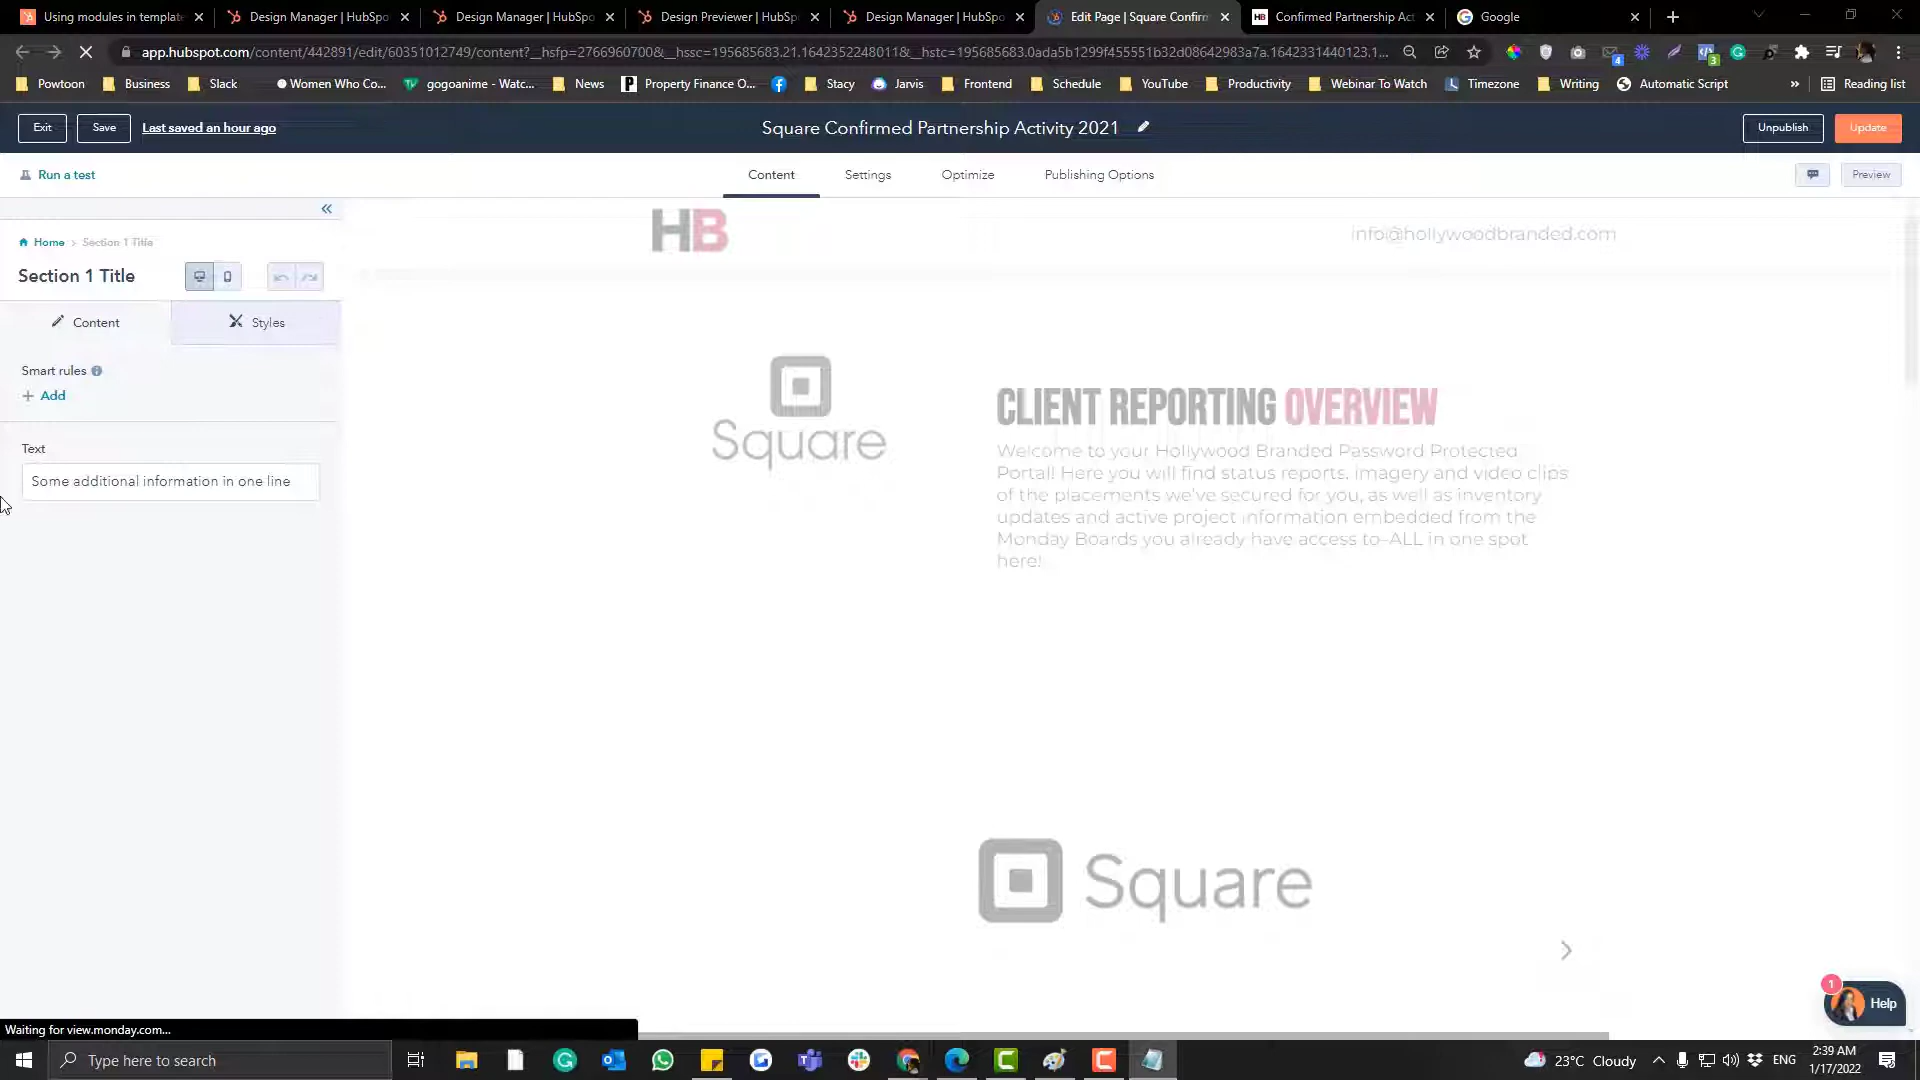 Using modules in templat
Design Manager | HubSpo
Design Manager | HubSpo
Design Previewer | HubSp
Design Manager | HubSpo
Edit Page | Square Confirm
Confirmed Partnership Act
Google
app.hubspot.com/content/442891/edit/60351012749/content?__hsfp=2766960700&__hssc=195685683.21.1642352248011&__hstc=195685683.0ada5b1299f455551b32d08642983a7a.1642331440123.1...
Powtoon
Business
Slack
Women Who Co...
gogoanime - Watc...
News
Property Finance O...
Stacy
Jarvis
Frontend
Schedule
YouTube
Productivity
Webinar To Watch
Timezone
Writing
Automatic Script
»
Reading list
Exit
Save
Last saved an hour ago
Square Confirmed Partnership Activity 2021
Unpublish
Update
Run a test
Content
Settings
Optimize
Publishing Options
Preview
Home > Section 1 Title
Section 1 Title
Content
Styles
Smart rules
+ Add
Text
Some additional information in one line
HB
info@hollywoodbranded.com
Square
CLIENT REPORTING OVERVIEW
Welcome to your Hollywood Branded Password Protected
Portal! Here you will find status reports, imagery and video clips
of the placements we've secured for you, as well as inventory
updates and active project information embedded from the
Monday Boards you already have access to–ALL in one spot
here!
Square
1
Help
Waiting for view.monday.com...
Type here to search
23°C Cloudy
ENG
2:39 AM
1/17/2022